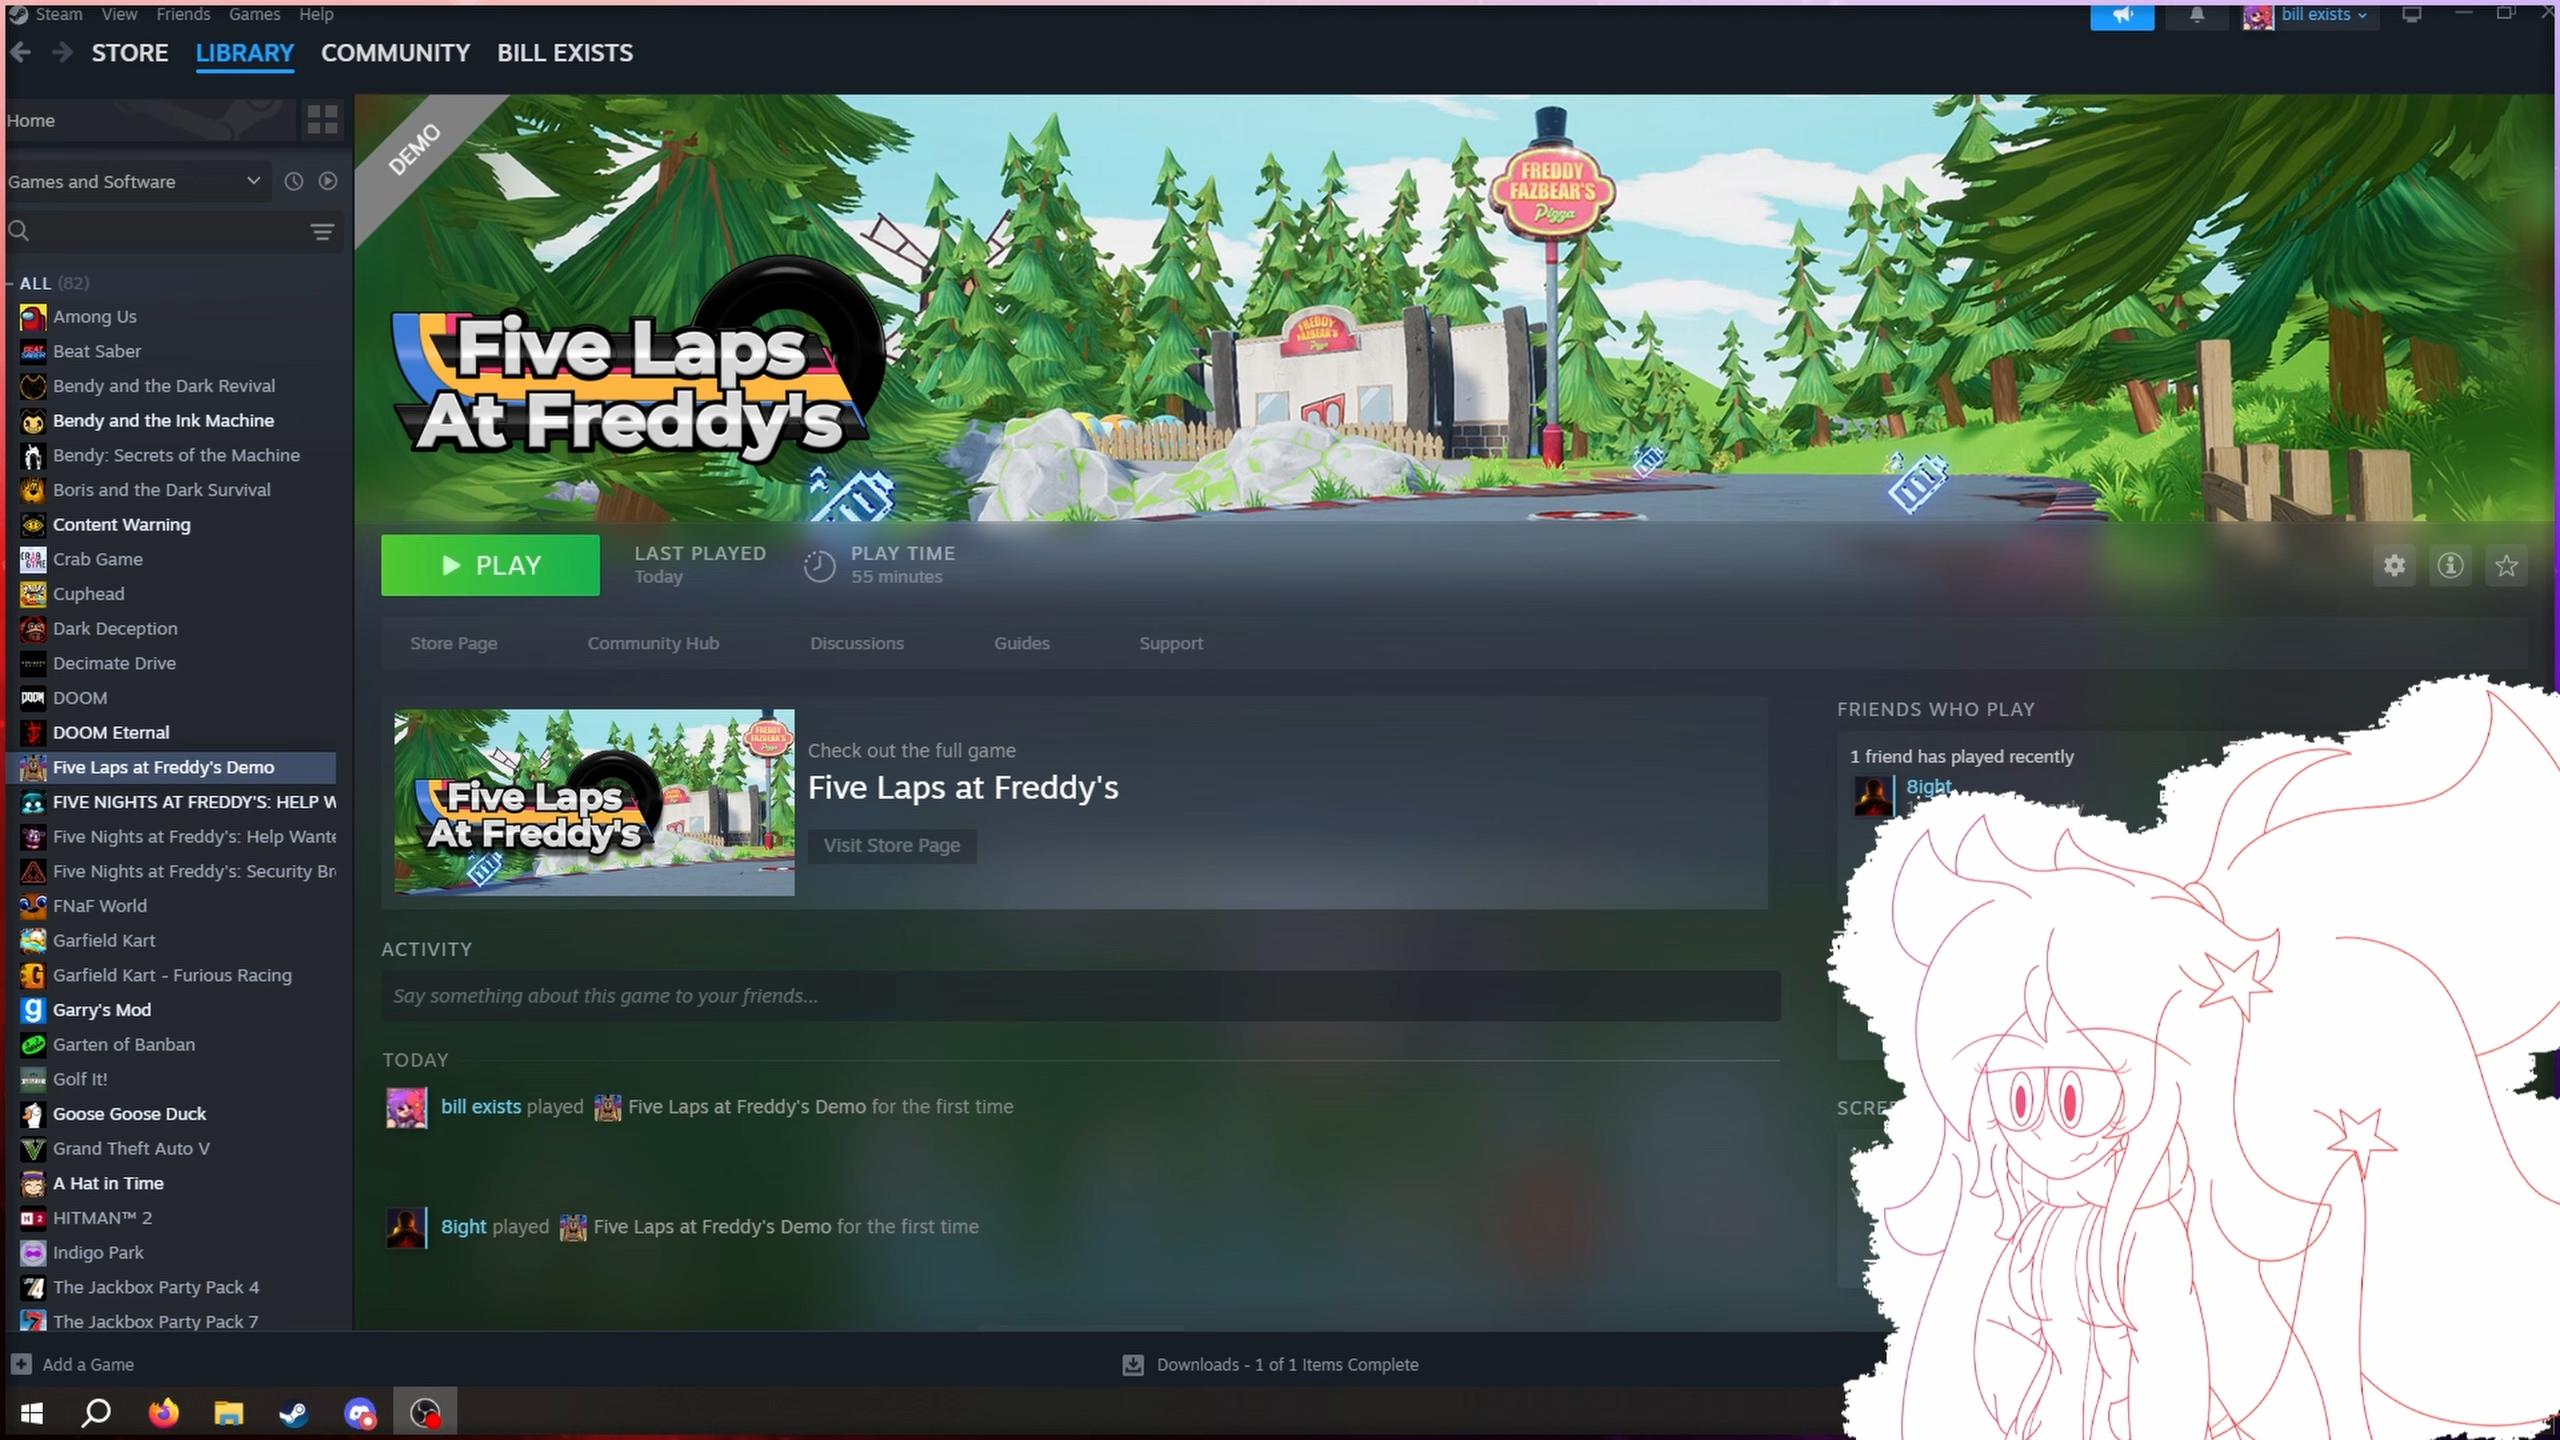 Steam View Friends Games Help
bill exists
STORE LIBRARY COMMUNITY BILL EXISTS
Home
Games and Software
ALL (82)
Among Us
Beat Saber
Bendy and the Dark Revival
Bendy and the Ink Machine
Bendy: Secrets of the Machine
Boris and the Dark Survival
Content Warning
Crab Game
Cuphead
Dark Deception
Decimate Drive
DOOM
DOOM Eternal
Five Laps at Freddy's Demo
FIVE NIGHTS AT FREDDY'S: HELP W
Five Nights at Freddy's: Help Wante
Five Nights at Freddy's: Security Br
FNaF World
Garfield Kart
Garfield Kart - Furious Racing
Garry's Mod
Garten of Banban
Golf It!
Goose Goose Duck
Grand Theft Auto V
A Hat in Time
HITMAN™ 2
Indigo Park
The Jackbox Party Pack 4
The Jackbox Party Pack 7
Add a Game
DEMO
FREDDY
FAZBEAR'S
Pizza
FREDDY
FAZBEAR'S
Five Laps
At Freddy's
PLAY
LAST PLAYED
Today
PLAY TIME
55 minutes
Store Page Community Hub Discussions Guides Support
Five Laps
At Freddy's
Check out the full game
Five Laps at Freddy's
Visit Store Page
FRIENDS WHO PLAY
1 friend has played recently
8ight
ACTIVITY
Say something about this game to your friends...
TODAY
bill exists played Five Laps at Freddy's Demo for the first time
8ight played Five Laps at Freddy's Demo for the first time
SCREE
Downloads - 1 of 1 Items Complete